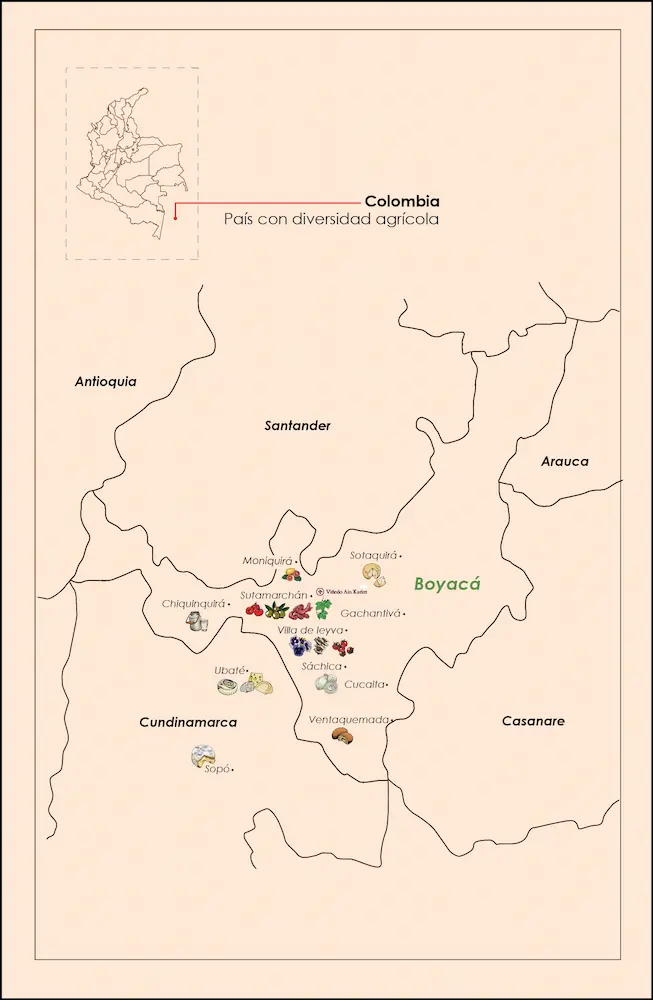 Colombia
País con diversidad agrícola
Antioquia
Santander
Arauca
Moniquirá
Sotaquirá
Boyacá
Sutamarchán
Viñedo Ain Karim
Chiquinquirá
Gachantivá
Villa de leyva
Ubaté
Sáchica
Cucaita
Cundinamarca
Ventaquemada
Casanare
Sopó